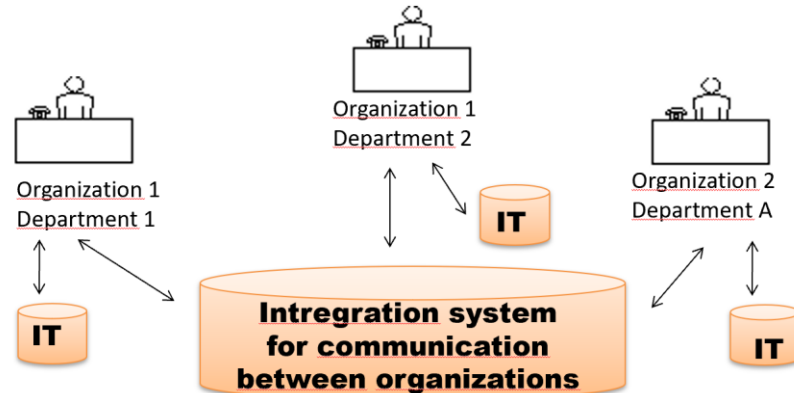 Organization 1
Department 2
Organization 1
Department 1
Organization 2
Department A
IT
IT
IT
Intregration system
for communication
between organizations